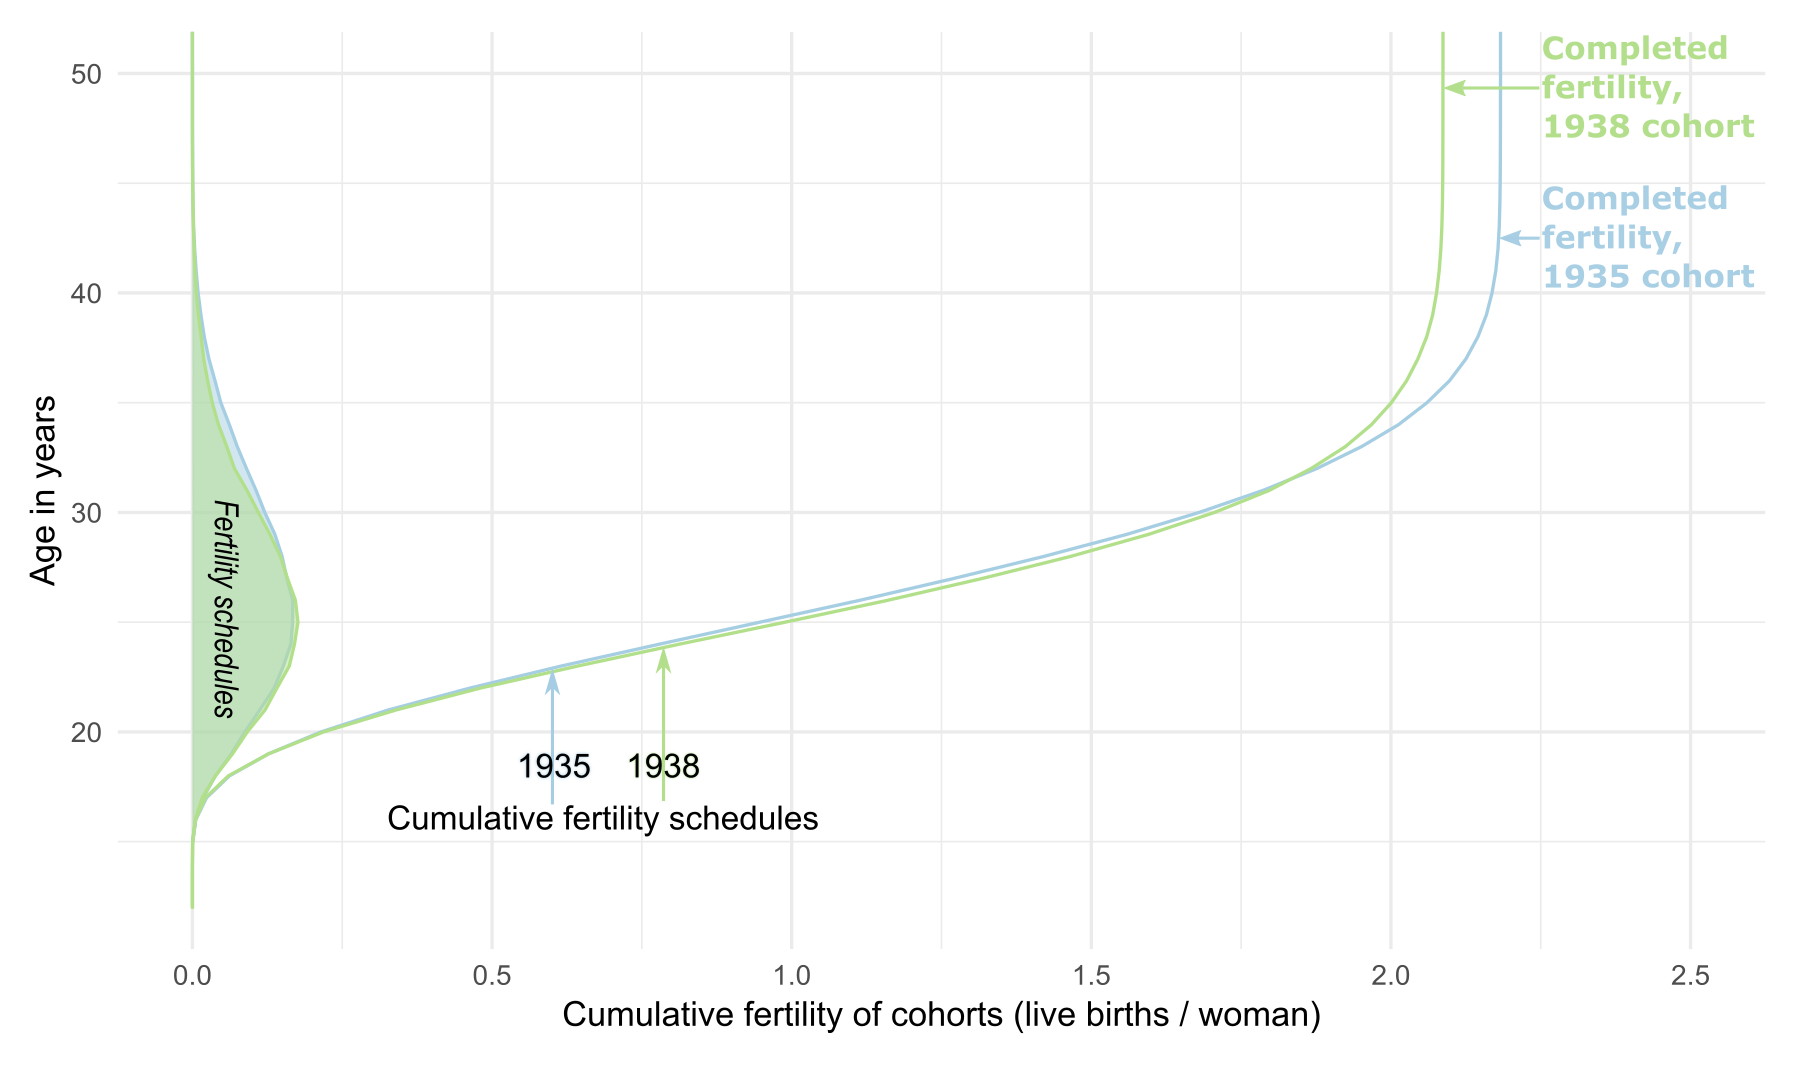 Completed
fertility,
1938 cohort
Completed
fertility,
1935 cohort
50
40
30
20
Age in years
Fertility schedules
1935 1938
Cumulative fertility schedules
0.0 0.5 1.0 1.5 2.0 2.5
Cumulative fertility of cohorts (live births / woman)